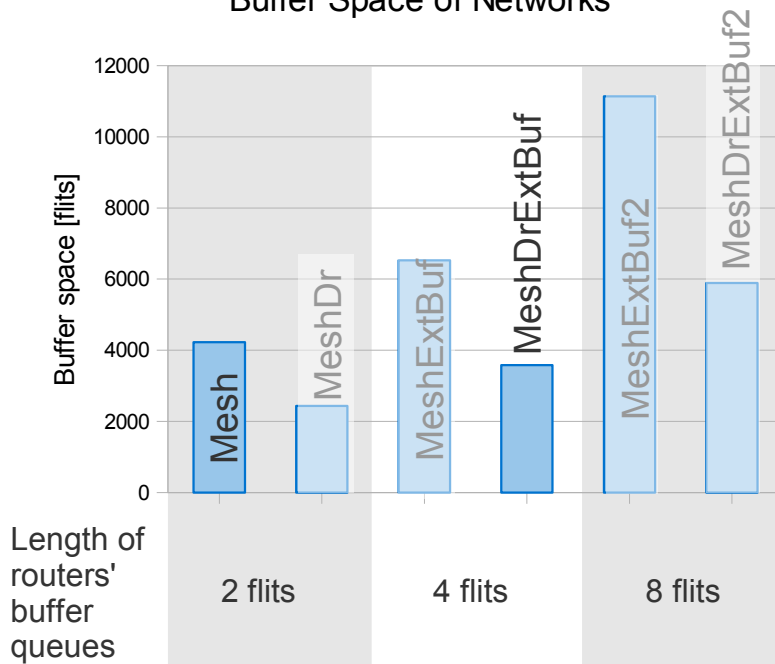 Buffer Space of Networks
12000
10000
8000
6000
4000
2000
0
Buffer space [flits]
Mesh
MeshDr
MeshExtBuf
MeshDrExtBuf
MeshExtBuf2
MeshDrExtBuf2
Length of
routers'
buffer
queues
2 flits
4 flits
8 flits